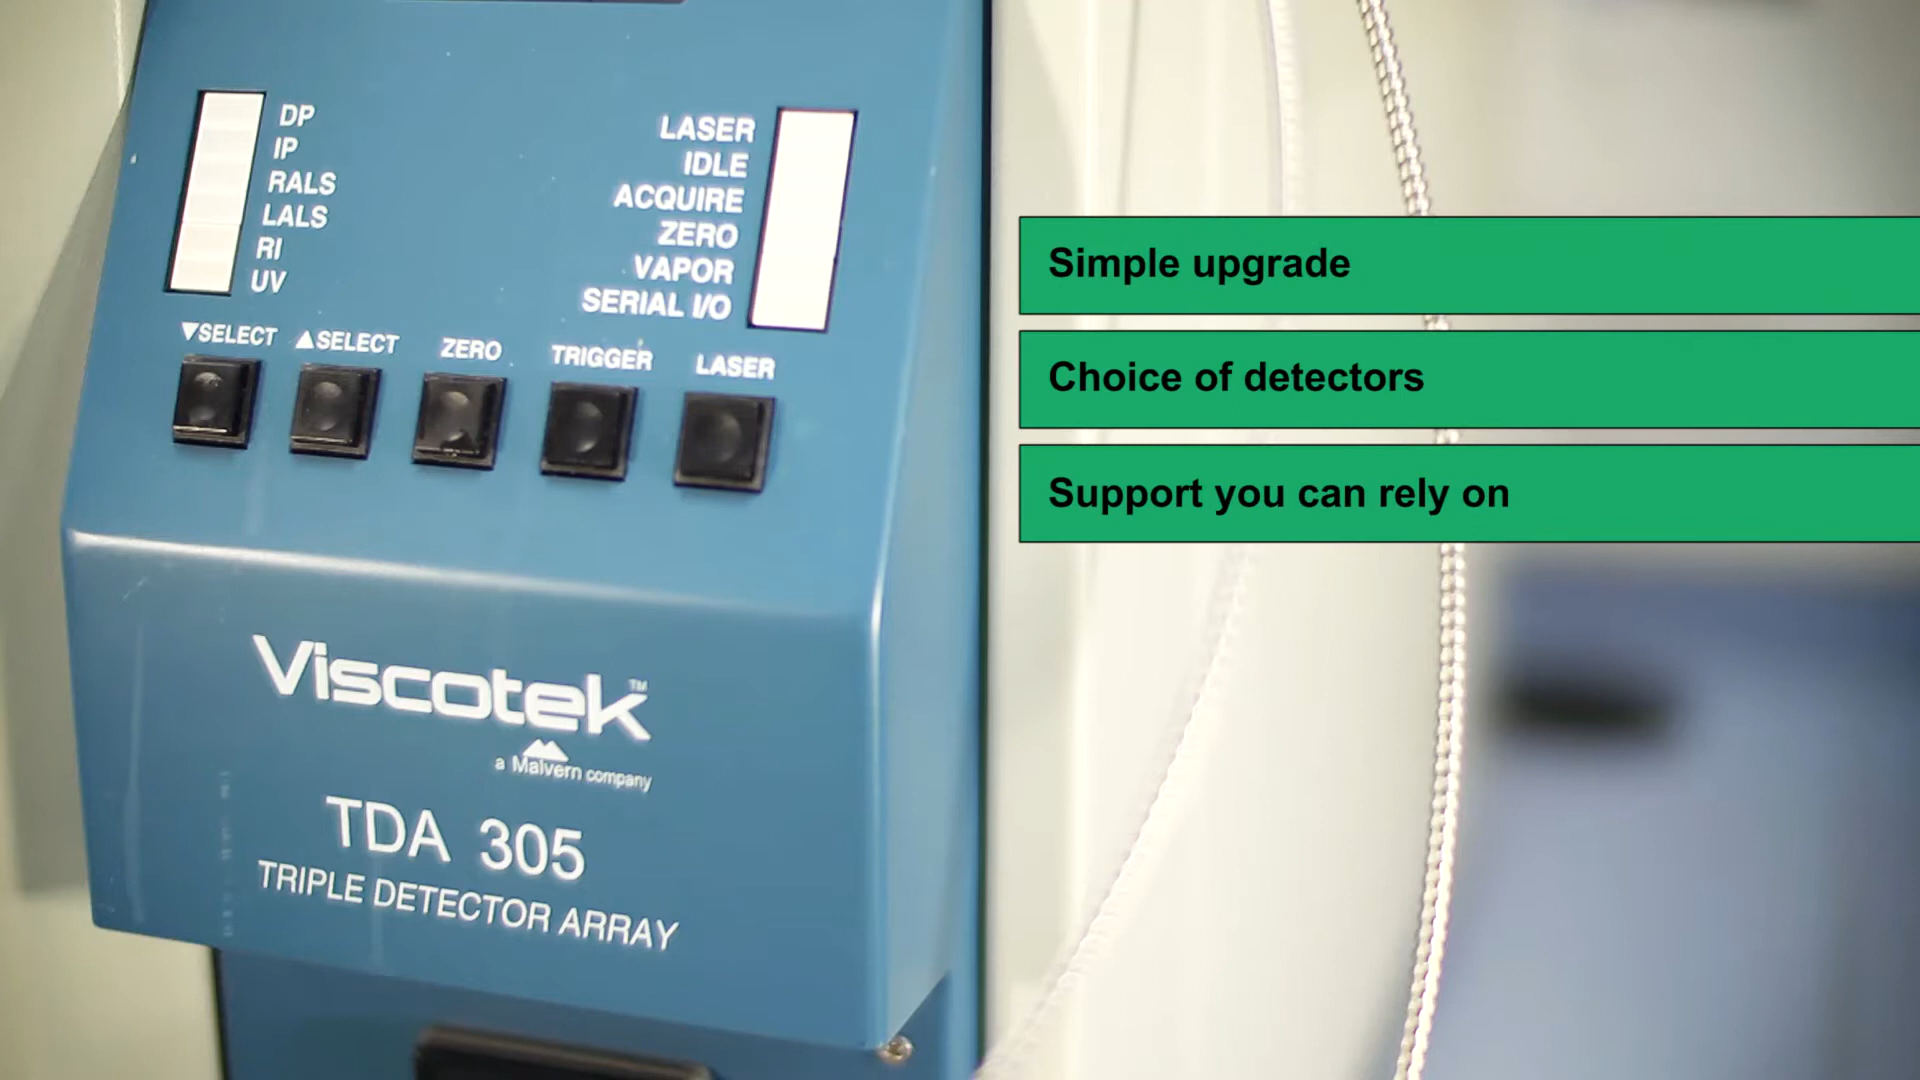 DP
IP
RALS
LALS
RI
UV
LASER
IDLE
ACQUIRE
ZERO
VAPOR
SERIAL I/O
▼SELECT ▲SELECT ZERO TRIGGER LASER
Viscotek™
a Malvern company
TDA 305
TRIPLE DETECTOR ARRAY
Simple upgrade
Choice of detectors
Support you can rely on